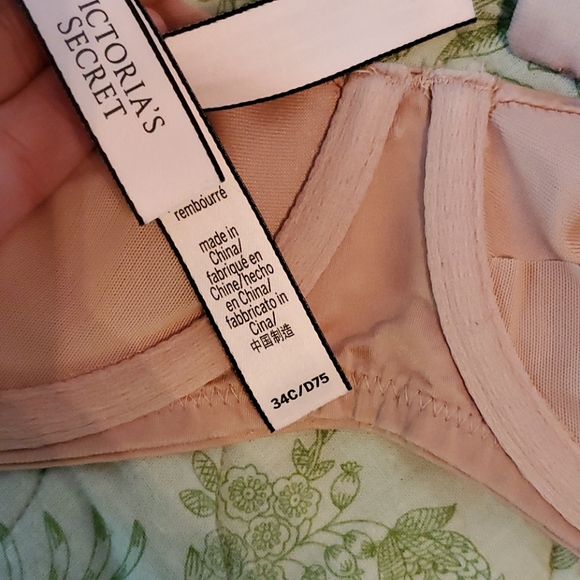 VICTORIA'S
SECRET
rembourré
made in
China/
fabriqué en
Chine/hecho
en China/
fabbricato in
Cina/
中国制造
34C/D75